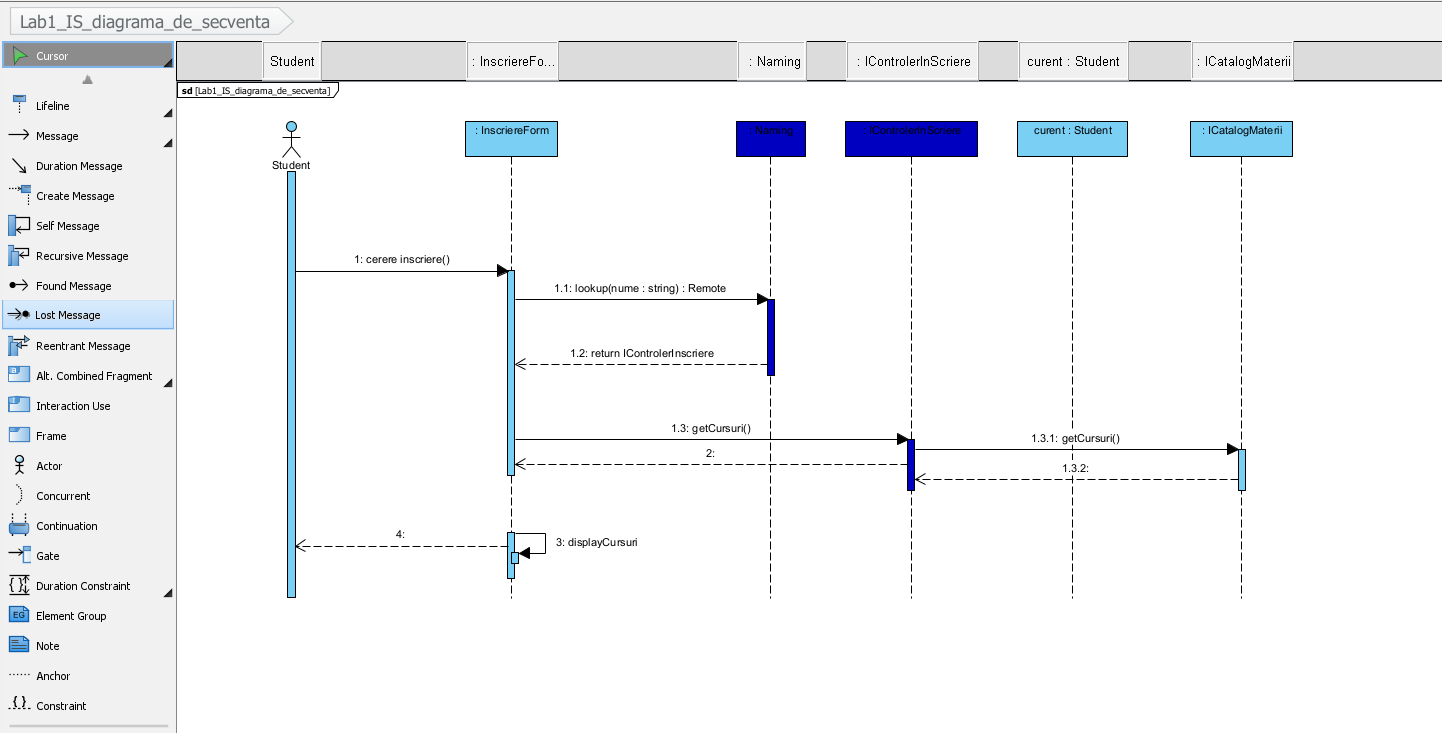 Lab1_IS_diagrama_de_secventa
Cursor
Lifeline
Message
Duration Message
Create Message
Self Message
Recursive Message
Found Message
Lost Message
Reentrant Message
Alt. Combined Fragment
Interaction Use
Frame
Actor
Concurrent
Continuation
Gate
Duration Constraint
EG Element Group
Note
Anchor
Constraint
Student
: InscriereFo...
: Naming
: IControlerInScriere
curent : Student
: ICatalogMaterii
sd [Lab1_IS_diagrama_de_secventa]
Student
: InscriereForm
: Naming
: IControlerInScriere
curent : Student
: ICatalogMaterii
1: cerere inscriere()
1.1: lookup(nume : string) : Remote
1.2: return IControlerInscriere
1.3: getCursuri()
1.3.1: getCursuri()
2:
1.3.2:
4:
3: displayCursuri